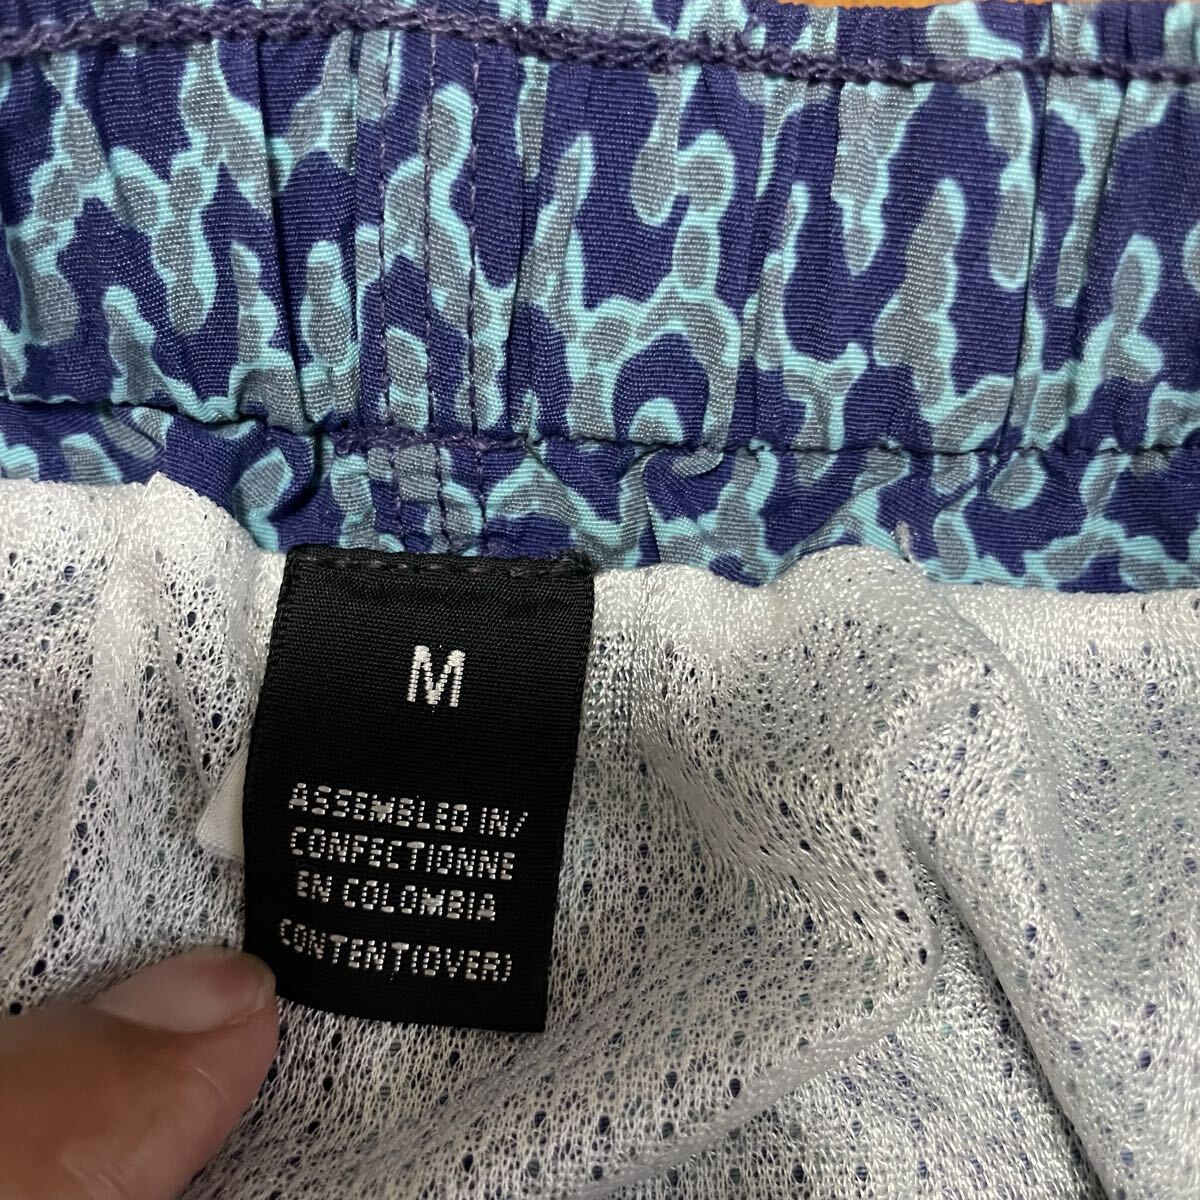 M
ASSEMBLED IN/
CONFECTIONNE
EN COLOMBIA
CONTENT(OVER)